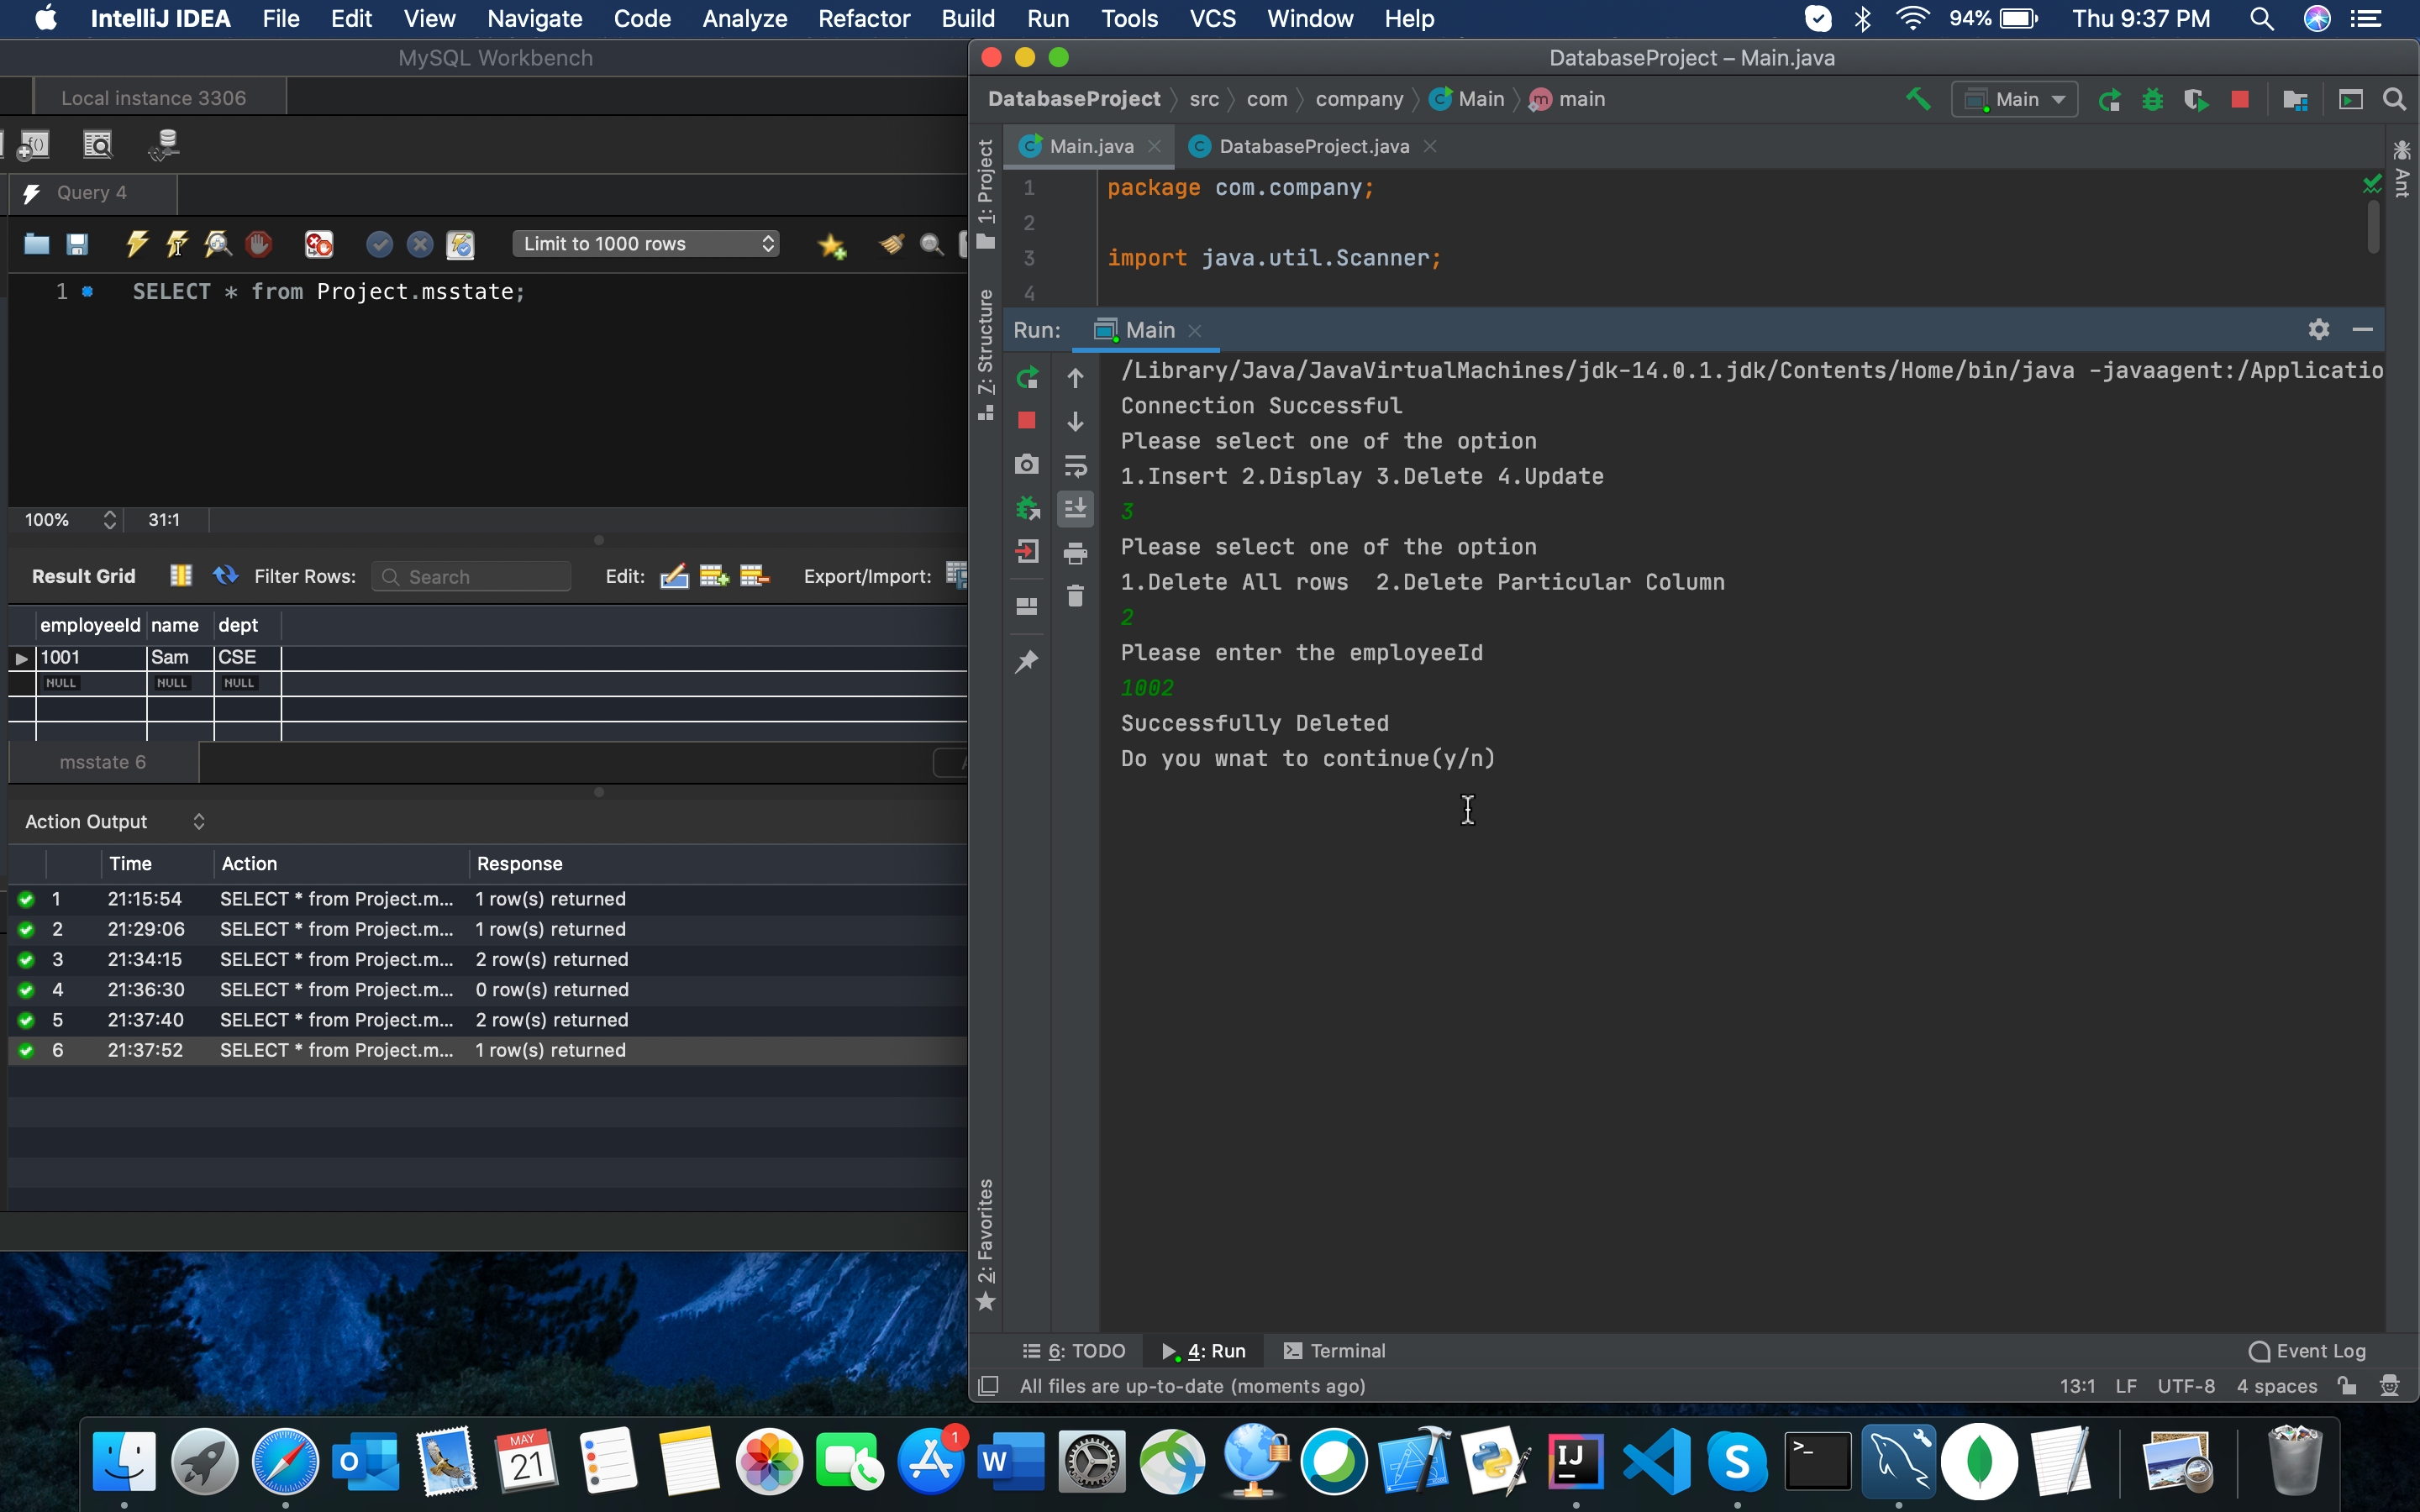 IntelliJ IDEA File Edit View Navigate Code Analyze Refactor Build Run Tools VCS Window Help 94% Thu 9:37 PM
MySQL Workbench
Local instance 3306
Query 4
Limit to 1000 rows
1 SELECT * from Project.msstate;
100% 31:1
Result Grid Filter Rows: Search Edit: Export/Import:
employeeId name dept
1001 Sam CSE
NULL NULL NULL
msstate 6
Action Output
Time Action Response
1 21:15:54 SELECT * from Project.m... 1 row(s) returned
2 21:29:06 SELECT * from Project.m... 1 row(s) returned
3 21:34:15 SELECT * from Project.m... 2 row(s) returned
4 21:36:30 SELECT * from Project.m... 0 row(s) returned
5 21:37:40 SELECT * from Project.m... 2 row(s) returned
6 21:37:52 SELECT * from Project.m... 1 row(s) returned
DatabaseProject – Main.java
DatabaseProject src com company Main main
Main
Main.java DatabaseProject.java
1: Project
7: Structure
2: Favorites
Ant
1 package com.company;
2
3 import java.util.Scanner;
4
Run: Main
/Library/Java/JavaVirtualMachines/jdk-14.0.1.jdk/Contents/Home/bin/java -javaagent:/Applicatio
Connection Successful
Please select one of the option
1.Insert 2.Display 3.Delete 4.Update
3
Please select one of the option
1.Delete All rows  2.Delete Particular Column
2
Please enter the employeeId
1002
Successfully Deleted
Do you wnat to continue(y/n)
6: TODO 4: Run Terminal Event Log
All files are up-to-date (moments ago) 13:1 LF UTF-8 4 spaces
MAY
21
1
W
IJ
S